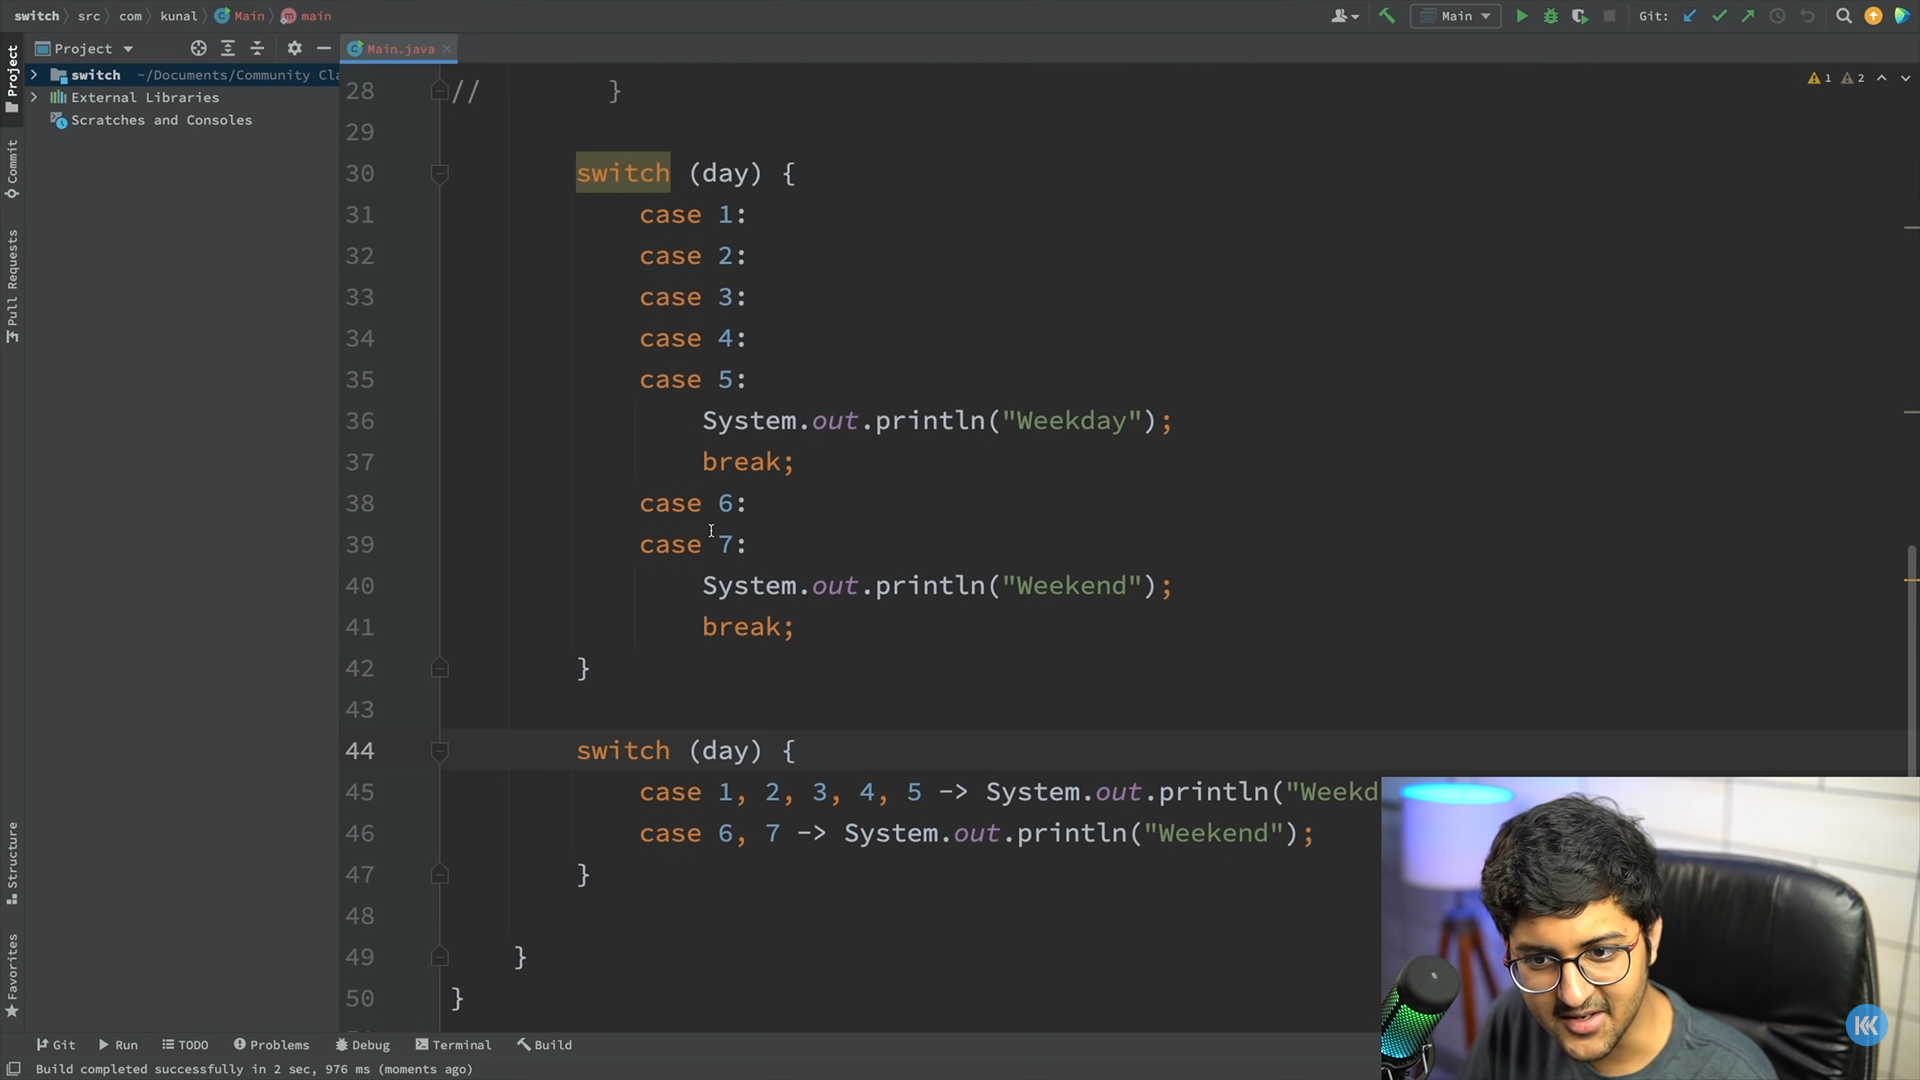 switch src com kunal Main main
Main
Git:
Project
Main.java
switch ~/Documents/Community Cla
External Libraries
Scratches and Consoles
Project
Commit
Pull Requests
Structure
Favorites
1 2
28 // }
29
30 switch (day) {
31 case 1:
32 case 2:
33 case 3:
34 case 4:
35 case 5:
36 System.out.println("Weekday");
37 break;
38 case 6:
39 case 7:
40 System.out.println("Weekend");
41 break;
42 }
43
44 switch (day) {
45 case 1, 2, 3, 4, 5 -> System.out.println("Weekd
46 case 6, 7 -> System.out.println("Weekend");
47 }
48
49 }
50 }
Git Run TODO Problems Debug Terminal Build
Build completed successfully in 2 sec, 976 ms (moments ago)
KK